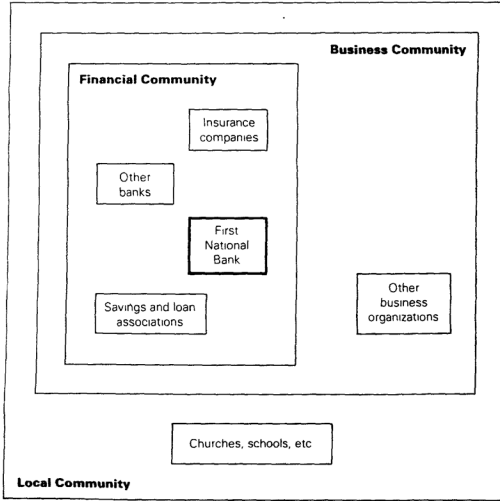 Business Community
Financial Community
Insurance
companies
Other
banks
First
National
Bank
Savings and loan
associations
Other
business
organizations
Churches, schools, etc
Local Community